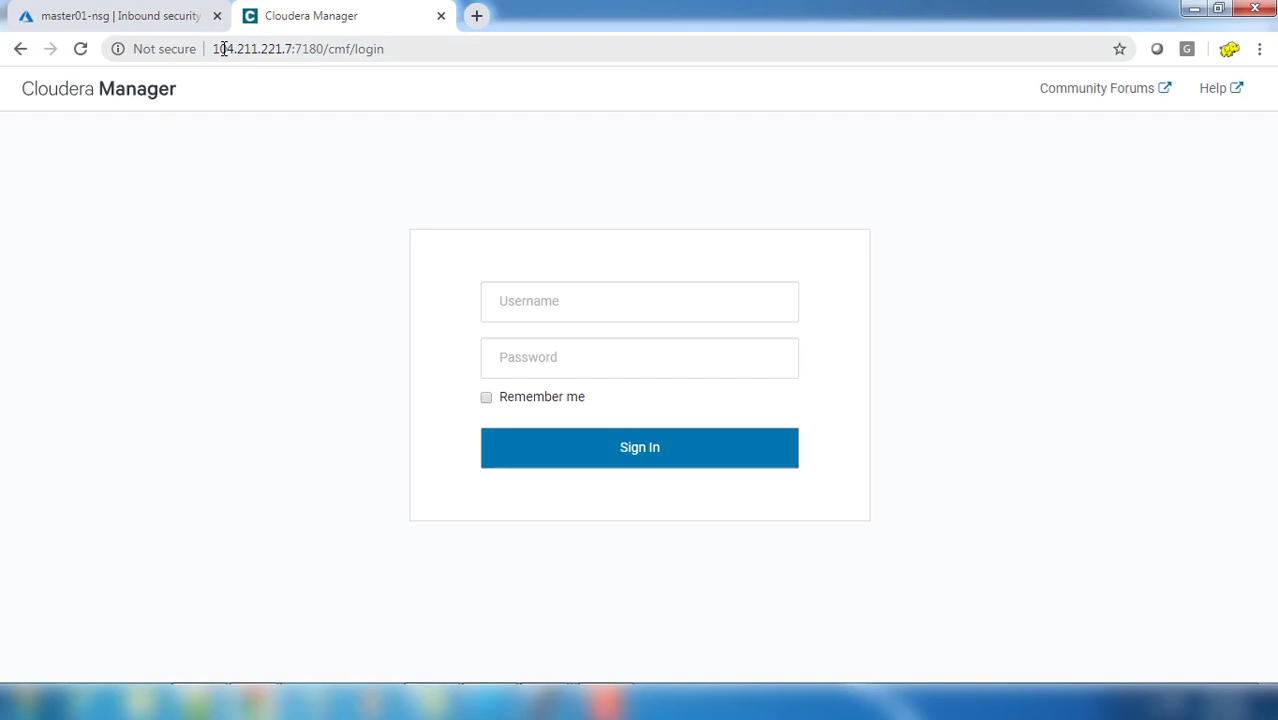 master01-nsg | Inbound security
Cloudera Manager
Not secure
104.211.221.7:7180/cmf/login
G
Cloudera Manager
Community Forums
Help
Username
Password
Remember me
Sign In